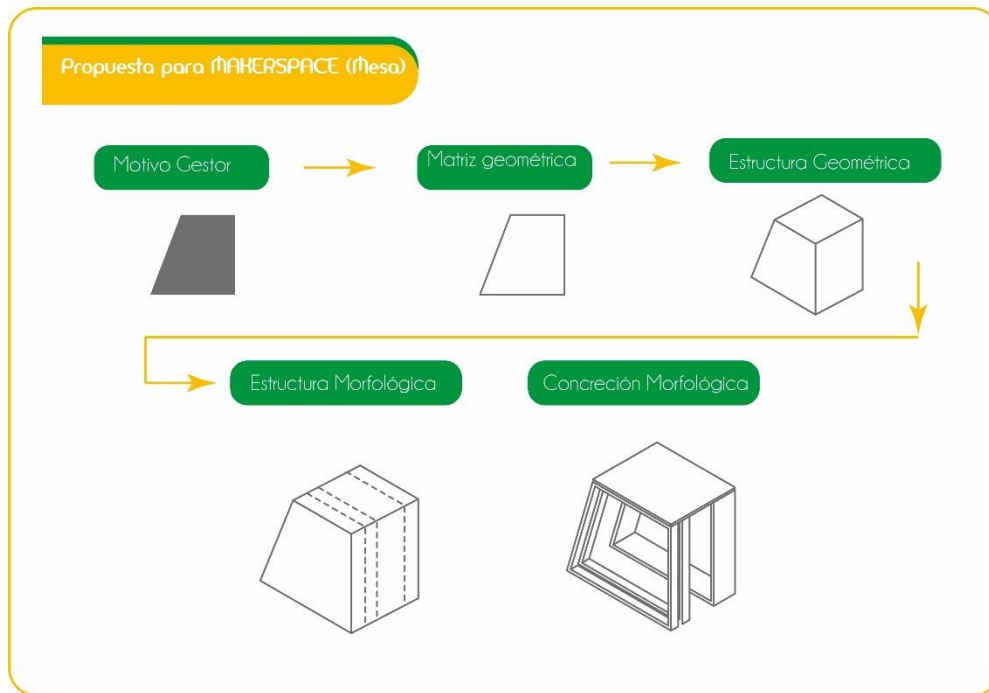 Propuesta para MAKERSPACE (Mesa)
Motivo Gestor
Matriz geométrica
Estructura Geométrica
Estructura Morfológica
Concreción Morfológica